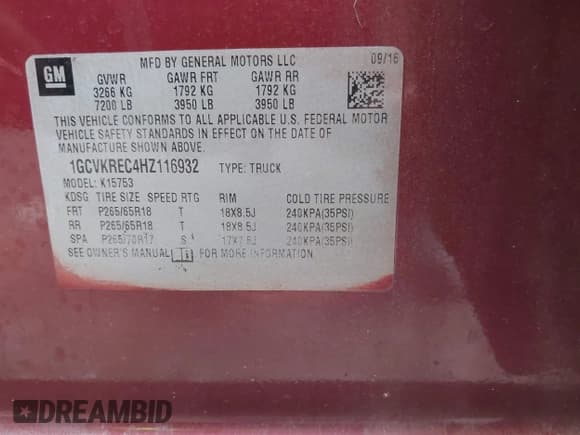 GM
MFD BY GENERAL MOTORS LLC 09/16
GVWR GAWR FRT GAWR RR
3266 KG 1792 KG 1792 KG
7200 LB 3950 LB 3950 LB
THIS VEHICLE CONFORMS TO ALL APPLICABLE U.S. FEDERAL MOTOR
VEHICLE SAFETY STANDARDS IN EFFECT ON THE DATE OF
MANUFACTURE SHOWN ABOVE.
1GCVKREC4HZ116932 TYPE: TRUCK
MODEL: K15753
KDSG TIRE SIZE SPEED RTG RIM COLD TIRE PRESSURE
FRT P265/65R18 T 18X8.5J 240KPA(35PSI)
RR P265/65R18 T 18X8.5J 240KPA(35PSI)
SPA P265/70R17 S 17X7.5J 240KPA(35PSI)
SEE OWNER'S MANUAL i FOR MORE INFORMATION
DREAMBID